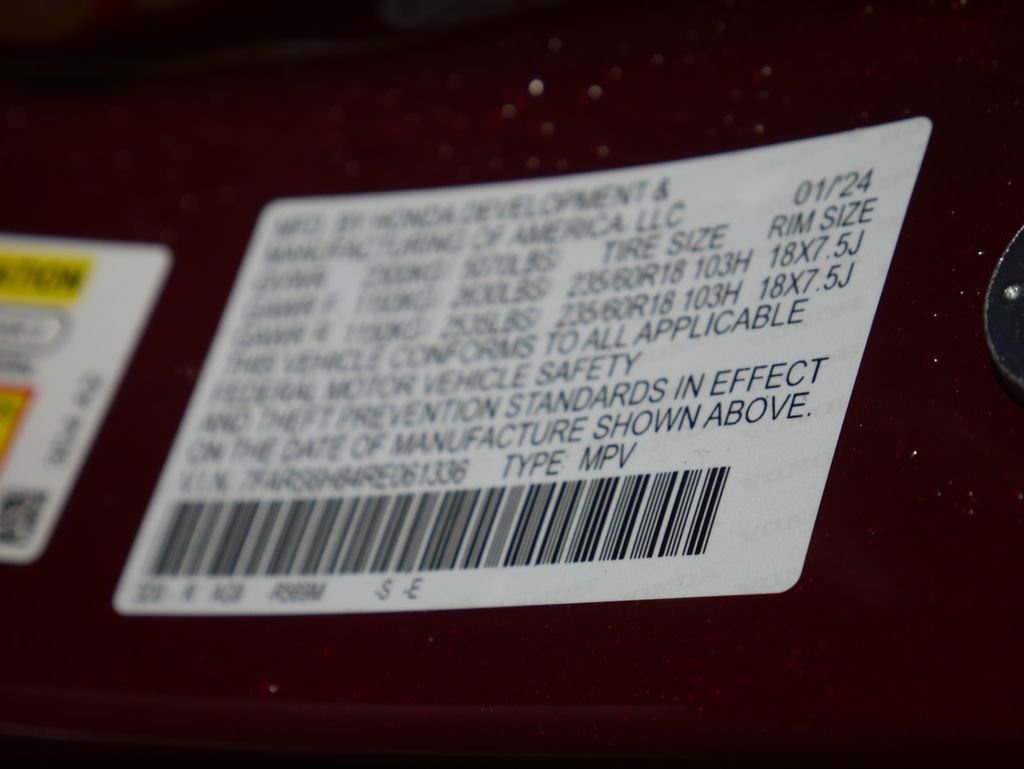 MFD. BY HONDA DEVELOPMENT & 01/'24
MANUFACTURING OF AMERICA, LLC
GVWR 2300KG 5070LBS TIRE SIZE RIM SIZE
GAWR F. 1193KG 2630LBS 235/60R18 103H 18X7.5J
GAWR R. 1150KG 2535LBS 235/60R18 103H 18X7.5J
THIS VEHICLE CONFORMS TO ALL APPLICABLE
FEDERAL MOTOR VEHICLE SAFETY
AND THEFT PREVENTION STANDARDS IN EFFECT
ON THE DATE OF MANUFACTURE SHOWN ABOVE.
V.I.N. 7FARS6H84RE061336 TYPE: MPV
-R569M -S -E